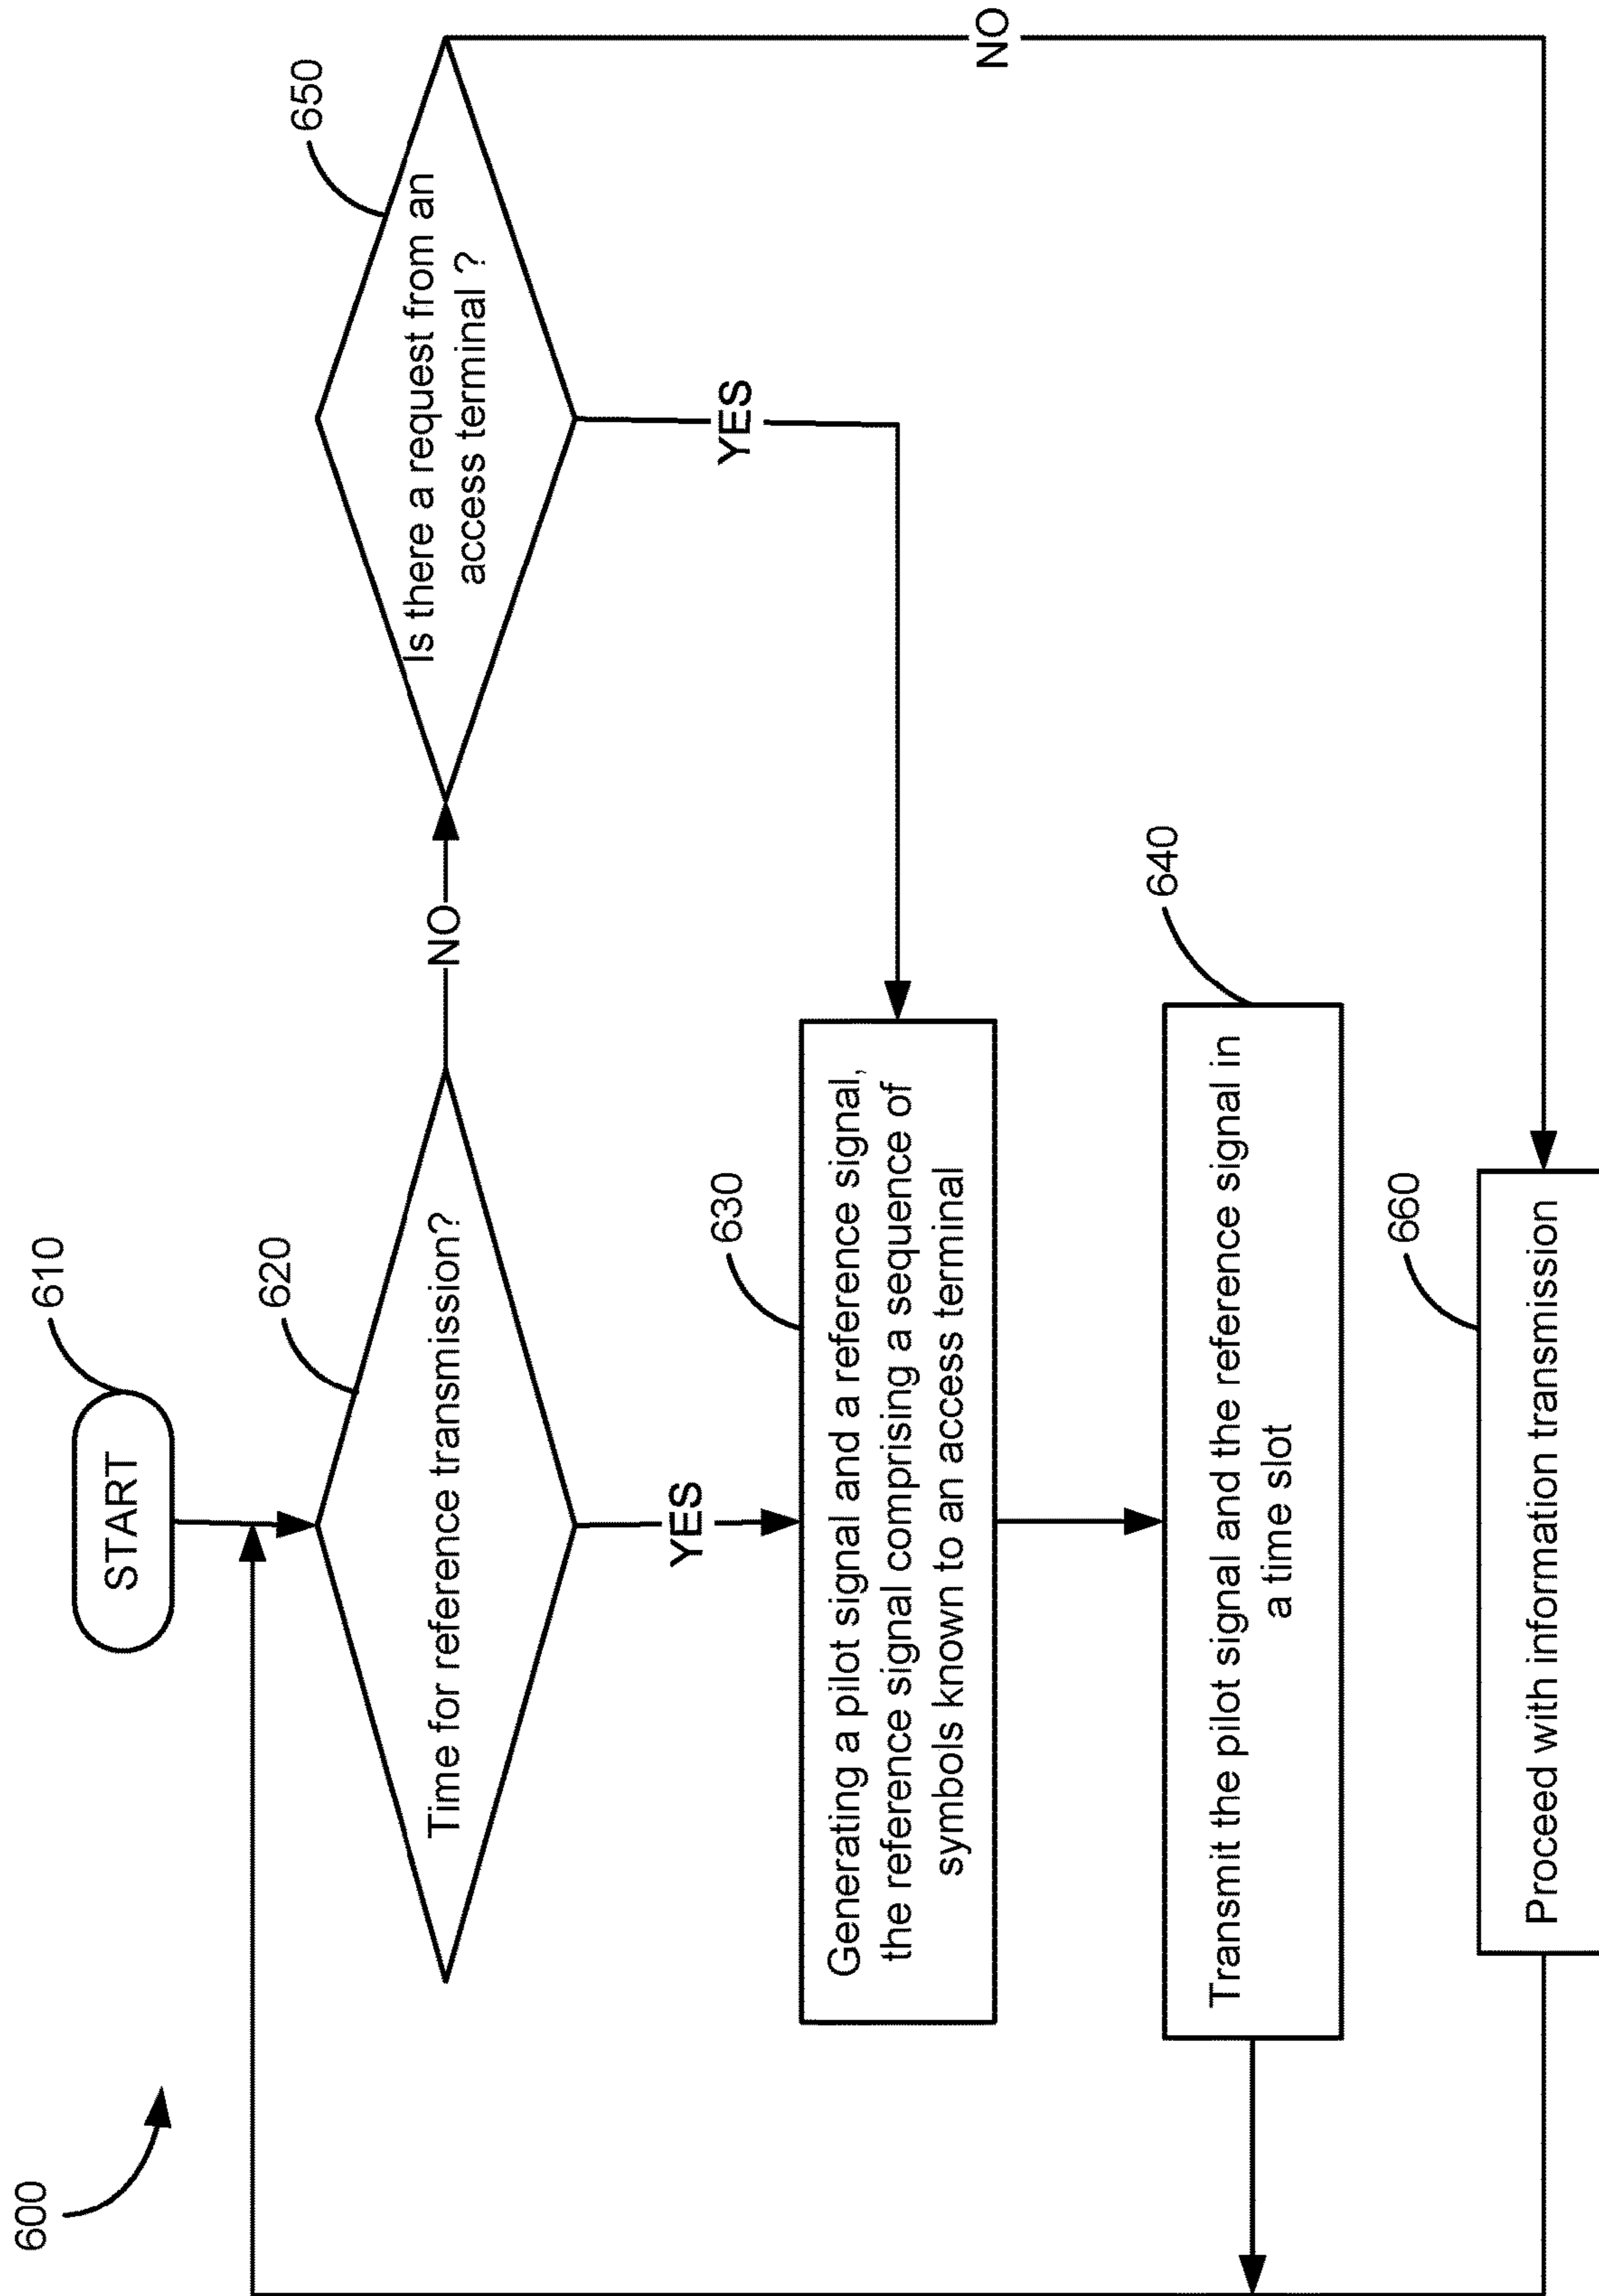 600
START
610
Time for reference transmission?
620
NO
Is there a request from an
access terminal ?
650
YES
YES
Generating a pilot signal and a reference signal,
the reference signal comprising a sequence of
symbols known to an access terminal
630
NO
Transmit the pilot signal and the reference signal in
a time slot
640
Proceed with information transmission
660